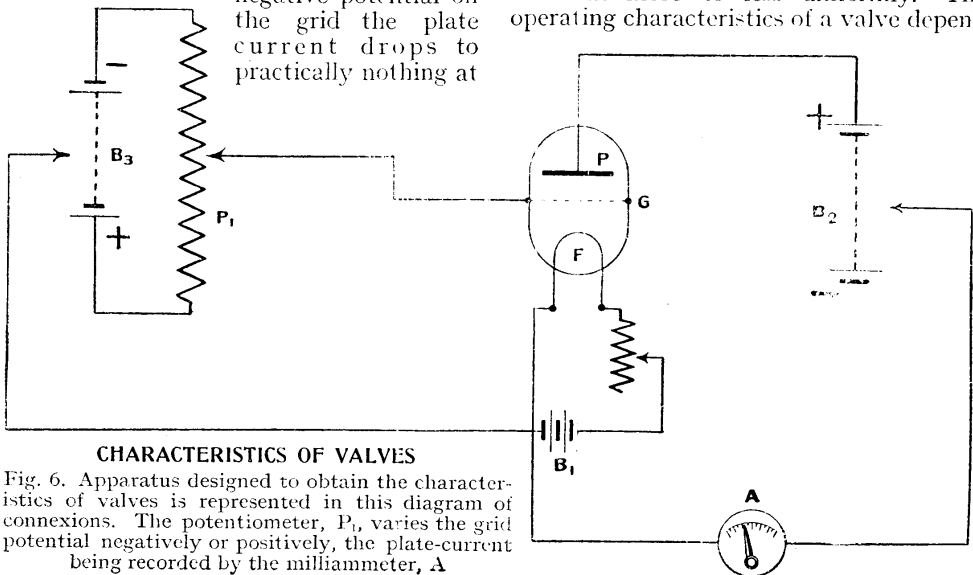 negative potential on
the grid the plate
current drops to
practically nothing at
operating characteristics of a valve depen
−
B₃
+
P₁
P
G
F
+
B₂
B₁
A
CHARACTERISTICS OF VALVES
Fig. 6. Apparatus designed to obtain the character-
istics of valves is represented in this diagram of
connexions. The potentiometer, P₁, varies the grid
potential negatively or positively, the plate-current
being recorded by the milliammeter, A